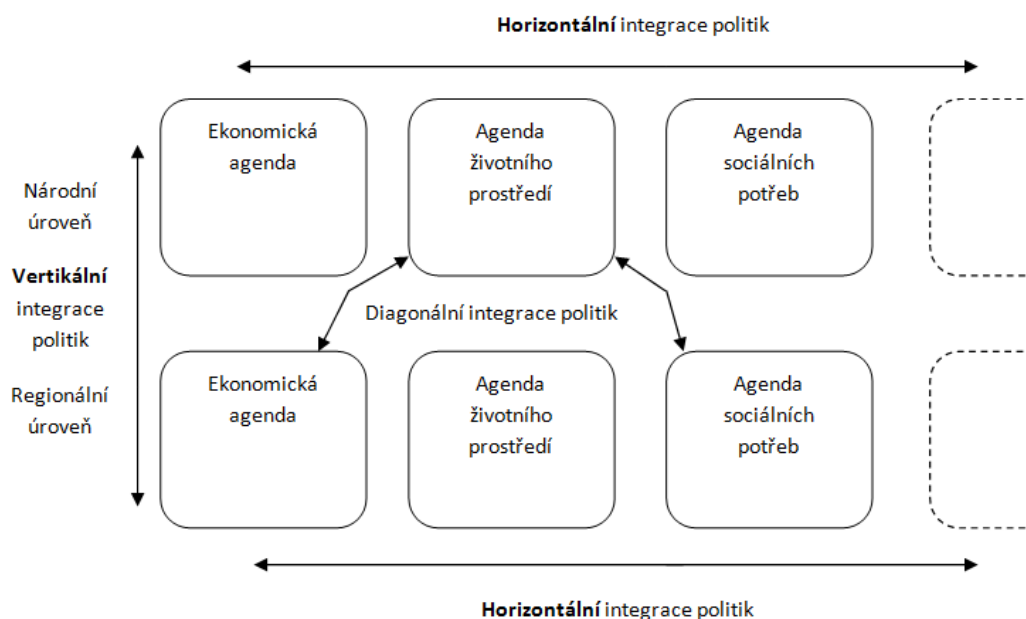 Horizontální integrace politik
Ekonomická
agenda
Agenda
životního
prostředí
Agenda
sociálních
potřeb
Národní
úroveň
Vertikální
integrace
politik
Regionální
úroveň
Diagonální integrace politik
Ekonomická
agenda
Agenda
životního
prostředí
Agenda
sociálních
potřeb
Horizontální integrace politik